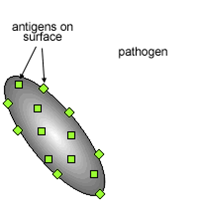 antigens on
surface
pathogen